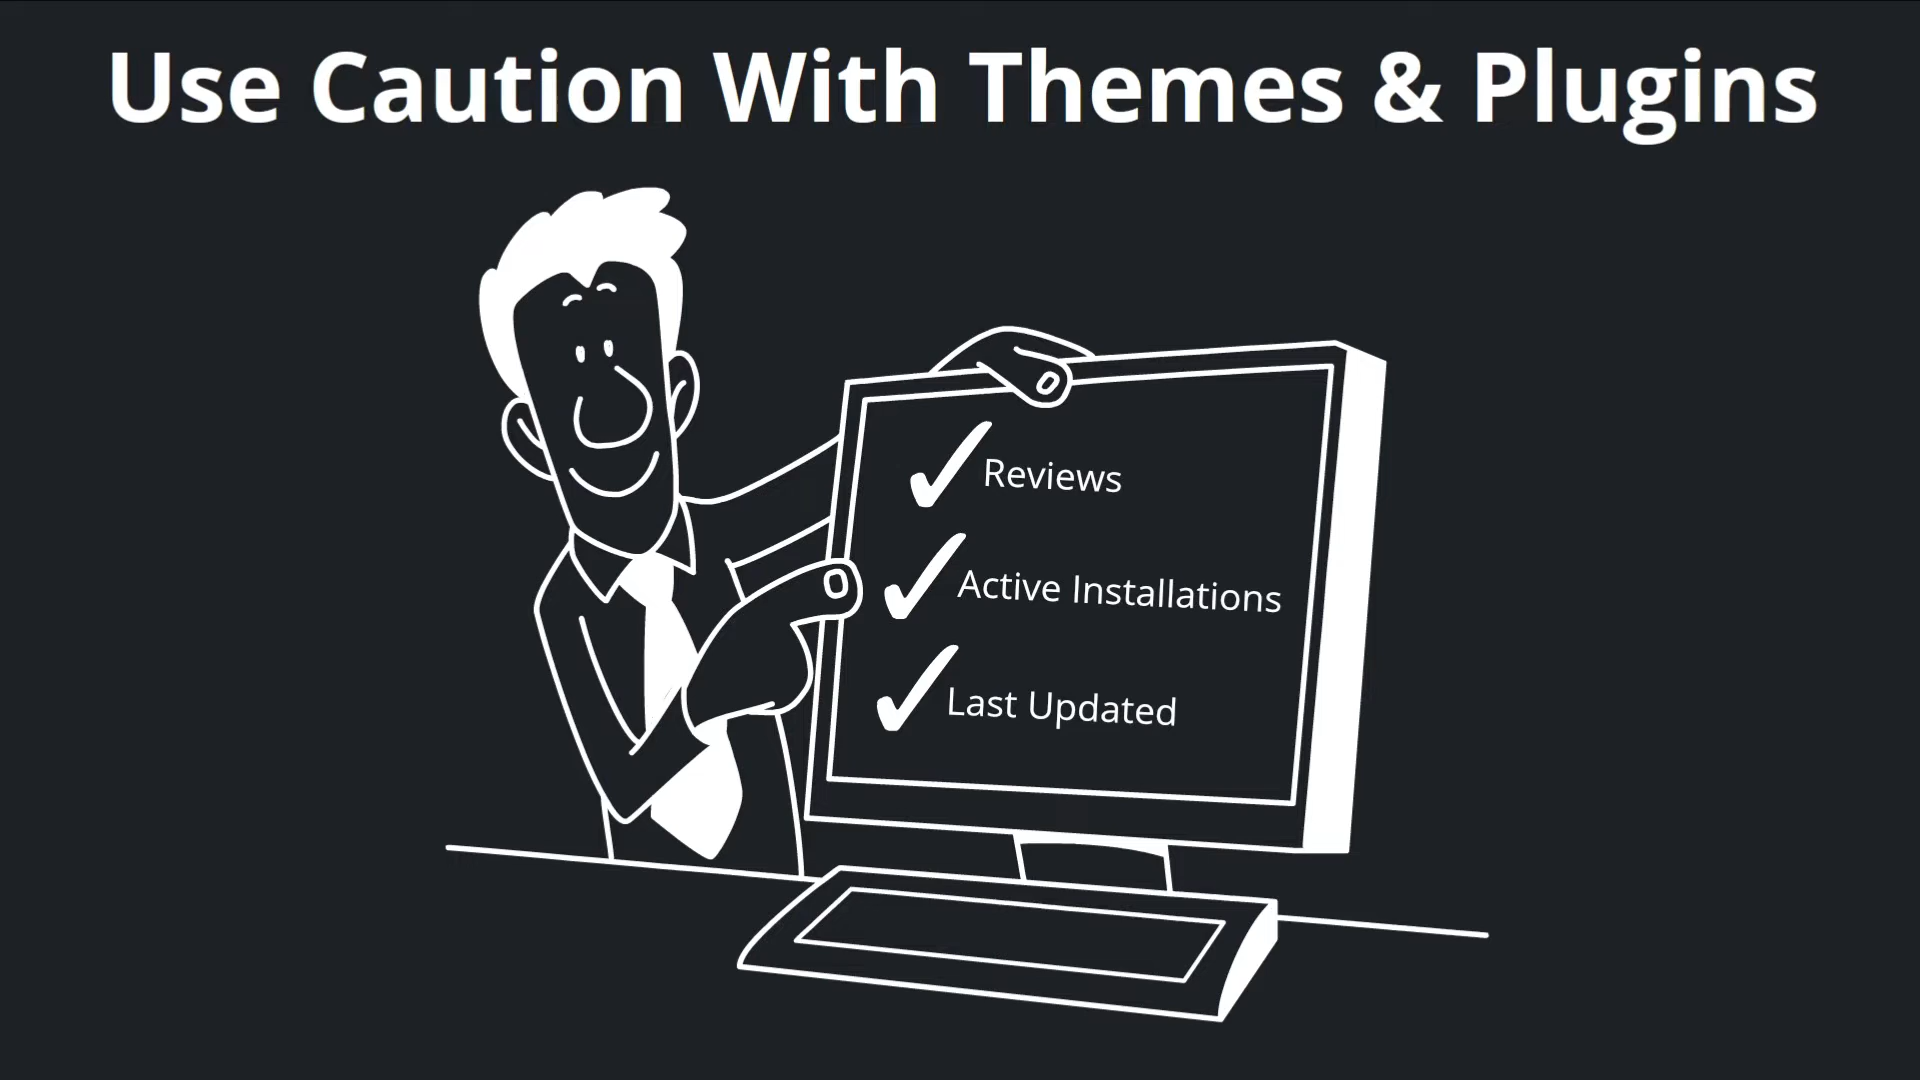 Use Caution With Themes & Plugins
Reviews
Active Installations
Last Updated